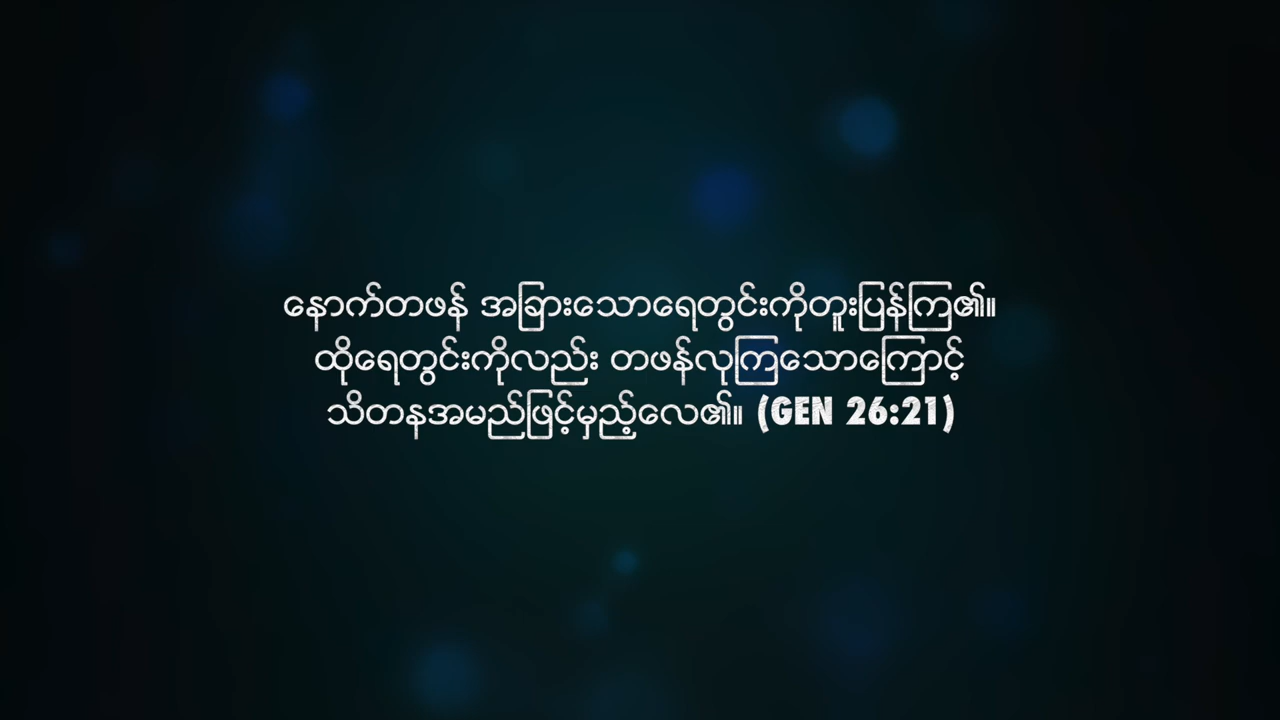 နောက်တဖန် အခြားသောရေတွင်းကိုတူးပြန်ကြ၏။
ထိုရေတွင်းကိုလည်း တဖန်လုကြသောကြောင့်
သိတနအမည်ဖြင့်မှည့်လေ၏။ (GEN 26:21)